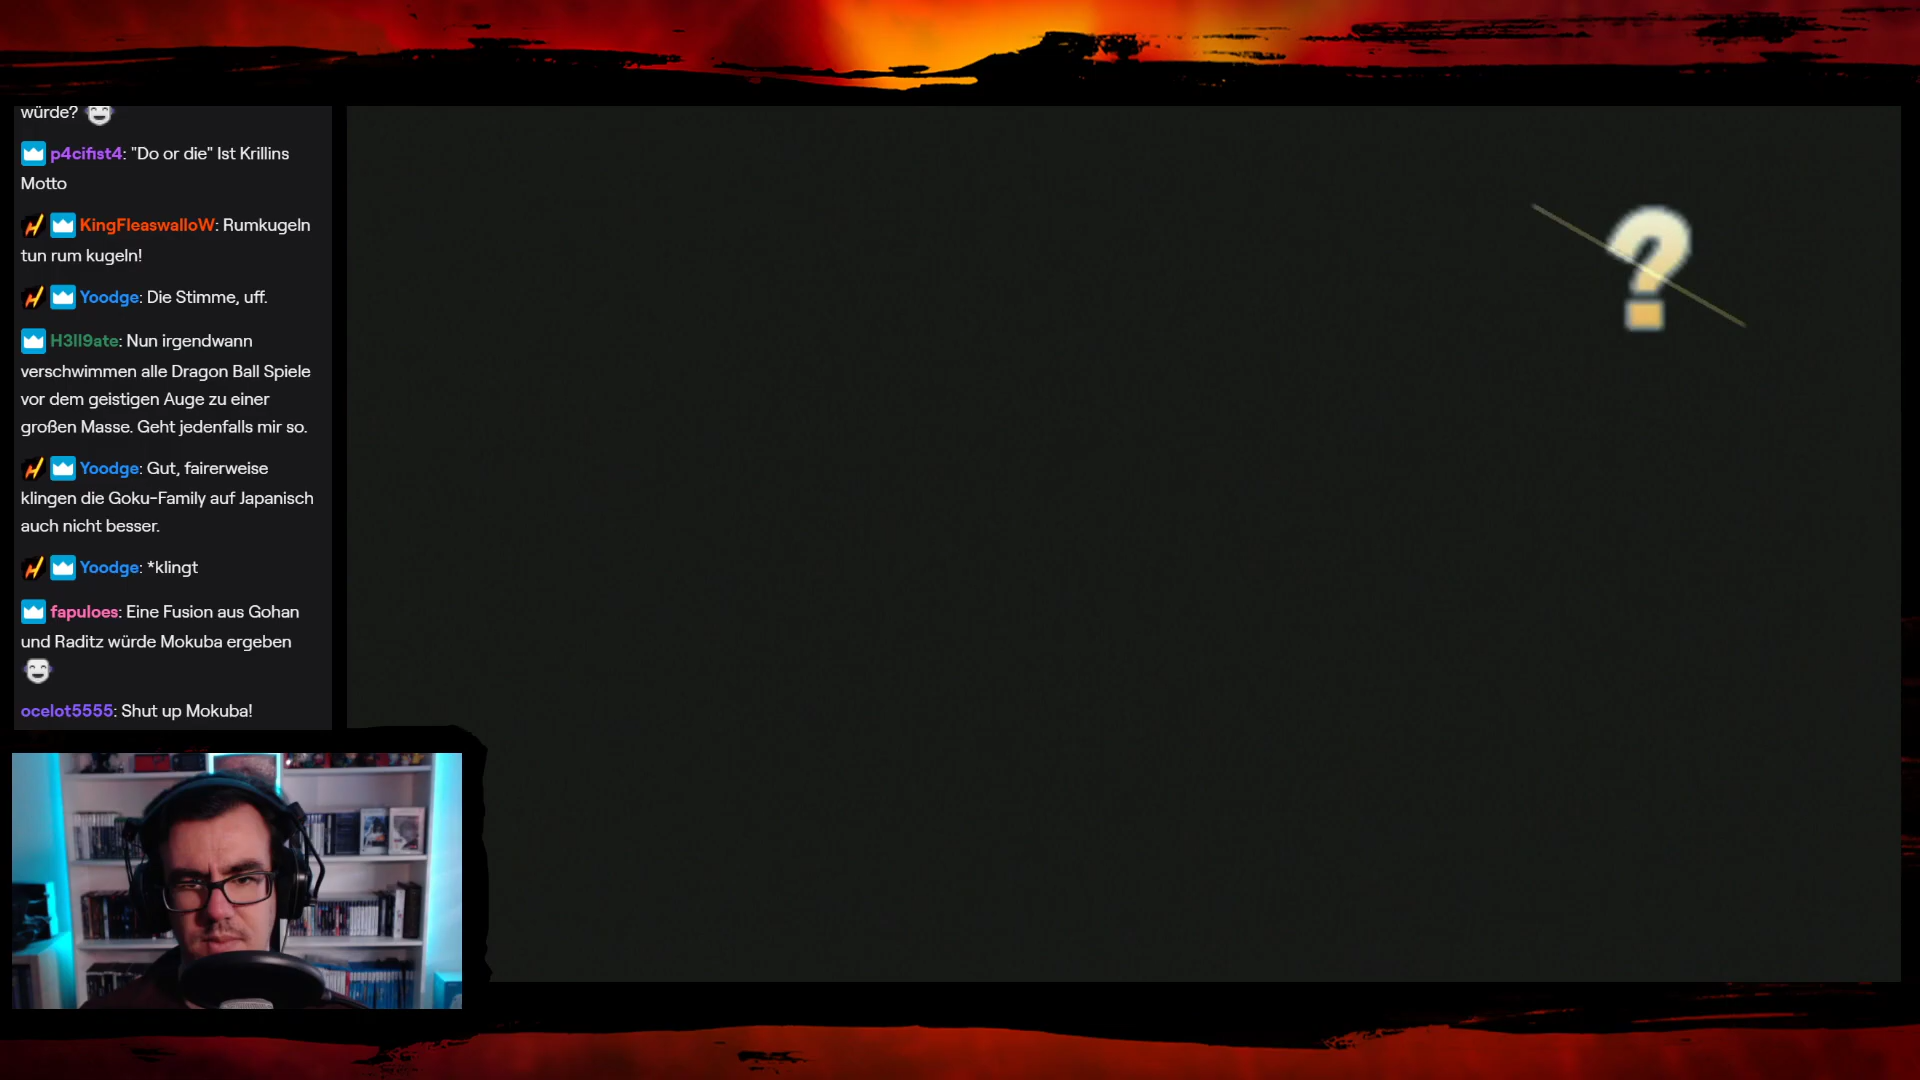 würde?
p4cifist4: "Do or die" Ist Krillins
Motto
KingFleaswalloW: Rumkugeln
tun rum kugeln!
Yoodge: Die Stimme, uff.
H3ll9ate: Nun irgendwann
verschwimmen alle Dragon Ball Spiele
vor dem geistigen Auge zu einer
großen Masse. Geht jedenfalls mir so.
Yoodge: Gut, fairerweise
klingen die Goku-Family auf Japanisch
auch nicht besser.
Yoodge: *klingt
fapuloes: Eine Fusion aus Gohan
und Raditz würde Mokuba ergeben
ocelot5555: Shut up Mokuba!
?